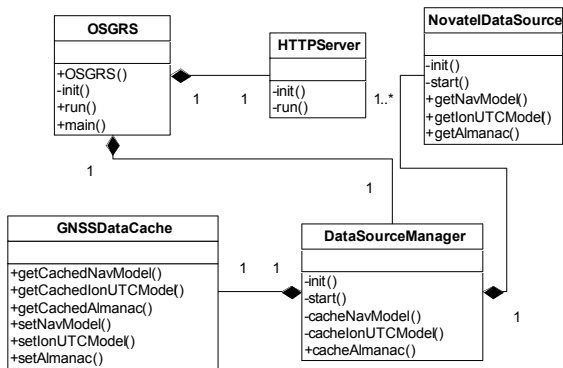 OSGRS
+OSGRS()
-init()
+run()
+main()
1
1
HTTPServer
-init()
-run()
NovatelDataSource
-init()
-start()
+getNavModel()
+getIonUTCModel()
+getAlmanac()
1..*
1
1
GNSSDataCache
+getCachedNavModel()
+getCachedIonUTCModel()
+getCachedAlmanac()
+setNavModel()
+setIonUTCModel()
+setAlmanac()
1
1
DataSourceManager
-init()
-start()
-cacheNavModel()
-cacheIonUTCModel()
+cacheAlmanac()
1